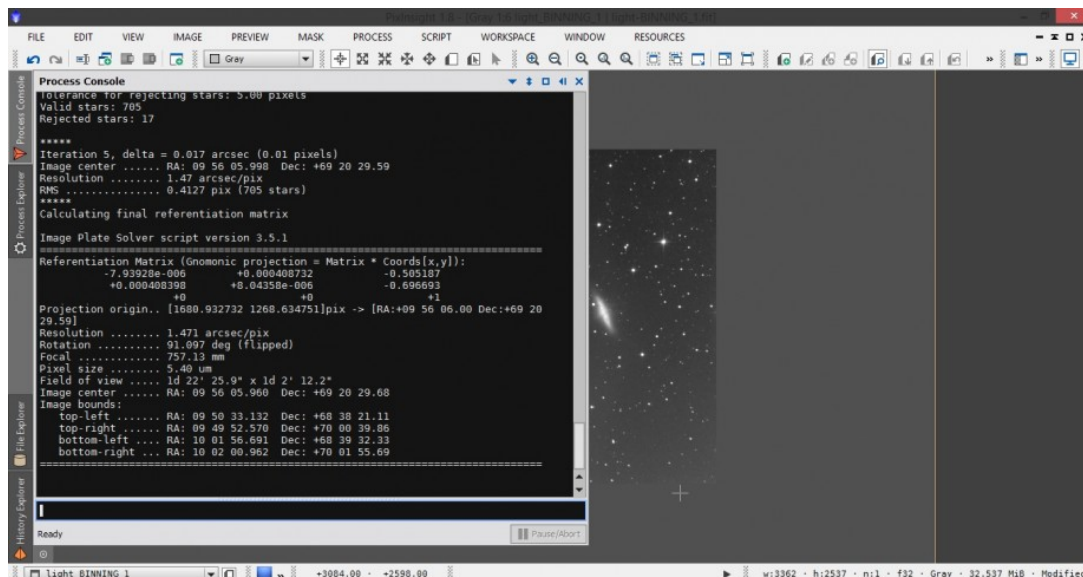 PixInsight 1.8 - (Gray 1:6 light_BINNING_1 | light-BINNING_1.fit)
FILE EDIT VIEW IMAGE PREVIEW MASK PROCESS SCRIPT WORKSPACE WINDOW RESOURCES
Gray
Process Console
Process Explorer
File Explorer
History Explorer
Process Console
Tolerance for rejecting stars: 5.00 pixels
Valid stars: 705
Rejected stars: 17
*****
Iteration 5, delta = 0.017 arcsec (0.01 pixels)
Image center ...... RA: 09 56 05.998 Dec: +69 20 29.59
Resolution ........ 1.47 arcsec/pix
RMS ............... 0.4127 pix (705 stars)
*****
Calculating final referentiation matrix
Image Plate Solver script version 3.5.1
===============================================================================
Referentiation Matrix (Gnomonic projection = Matrix * Coords[x,y]):
-7.93928e-006 +0.000408732 -0.505187
+0.000408398 +8.04358e-006 -0.696693
+0 +0 +1
Projection origin.. [1680.932732 1268.634751]pix -> [RA:+09 56 06.00 Dec:+69 20
29.59]
Resolution ........ 1.471 arcsec/pix
Rotation .......... 91.097 deg (flipped)
Focal ............. 757.13 mm
Pixel size ........ 5.40 um
Field of view ..... 1d 22' 25.9" x 1d 2' 12.2"
Image center ...... RA: 09 56 05.960 Dec: +69 20 29.68
Image bounds:
top-left ....... RA: 09 50 33.132 Dec: +68 38 21.11
top-right ...... RA: 09 49 52.570 Dec: +70 00 39.86
bottom-left .... RA: 10 01 56.691 Dec: +68 39 32.33
bottom-right ... RA: 10 02 00.962 Dec: +70 01 55.69
===============================================================================
Ready
Pause/Abort
light_BINNING_1
+3084.00 · +2598.00
w:3362 · h:2537 · n:1 · f32 · Gray · 32.537 MiB · Modified